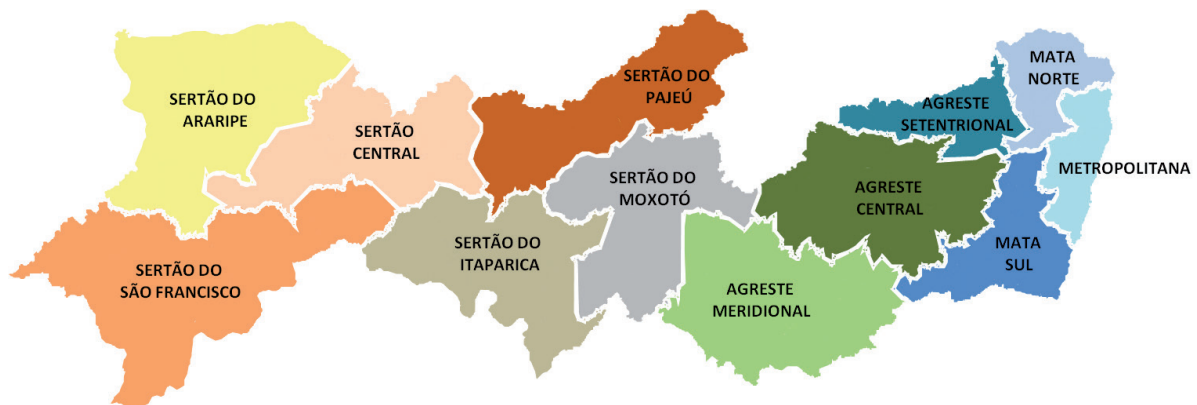 SERTÃO DO
ARARIPE
SERTÃO
CENTRAL
SERTÃO DO
PAJEÚ
AGRESTE
SETENTRIONAL
MATA
NORTE
METROPOLITANA
SERTÃO DO
MOXOTÓ
AGRESTE
CENTRAL
SERTÃO DO
SÃO FRANCISCO
SERTÃO DO
ITAPARICA
AGRESTE
MERIDIONAL
MATA
SUL